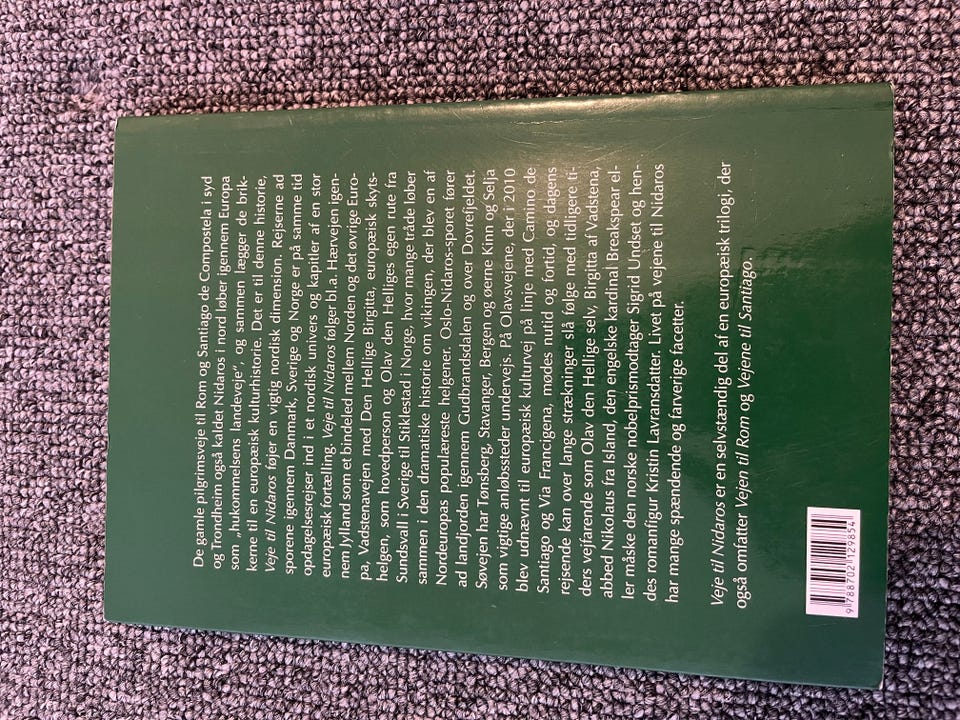 De gamle pilgrimsveje til Rom og Santiago de Compostela i syd
og Trondheim også kaldet Nidaros i nord løber igennem Europa
som „hukommelsens landeveje“, og sammen lægger de brik-
kerne til en europæisk kulturhistorie. Det er til denne historie,
Veje til Nidaros føjer en vigtig nordisk dimension. Rejserne ad
sporene igennem Danmark, Sverige og Norge er på samme tid
opdagelsesrejser ind i et nordisk univers og kapitler af en stor
europæisk fortælling. Veje til Nidaros følger bl.a. Hærvejen igen-
nem Jylland som et bindeled mellem Norden og det øvrige Euro-
pa, Vadstenavejen med Den Hellige Birgitta, europæisk skyts-
helgen, som hovedperson og Olav den Helliges egen rute fra
Sundsvall i Sverige til Stiklestad i Norge, hvor mange tråde løber
sammen i den dramatiske historie om vikingen, der blev en af
Nordeuropas populæreste helgener. Oslo-Nidaros-sporet fører
ad landjorden igennem Gudbrandsdalen og over Dovrefjeldet.
Søvejen har Tønsberg, Stavanger, Bergen og øerne Kinn og Selja
som vigtige anløbssteder undervejs. På Olavsvejene, der i 2010
blev udnævnt til europæisk kulturvej på linje med Camino de
Santiago og Via Francigena, mødes nutid og fortid, og dagens
rejsende kan over lange strækninger slå følge med tidligere ti-
ders vejfarende som Olav den Hellige selv, Birgitta af Vadstena,
abbed Nikolaus fra Island, den engelske kardinal Breakspear el-
ler måske den norske nobelprismodtager Sigrid Undset og hen-
des romanfigur Kristin Lavransdatter. Livet på vejene til Nidaros
har mange spændende og farverige facetter.
Veje til Nidaros er en selvstændig del af en europæisk trilogi, der
også omfatter Vejen til Rom og Vejene til Santiago.
9 788702 129854